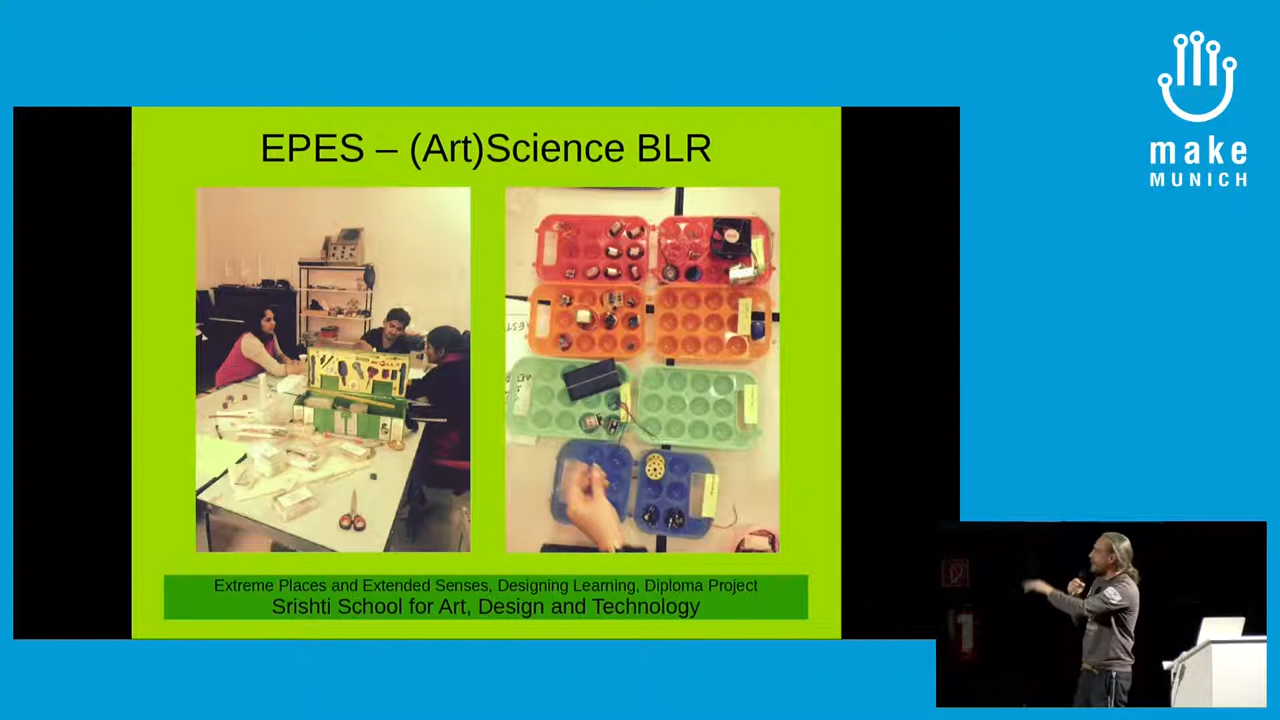 make
MUNICH
EPES – (Art)Science BLR
Extreme Places and Extended Senses, Designing Learning, Diploma Project
Srishti School for Art, Design and Technology